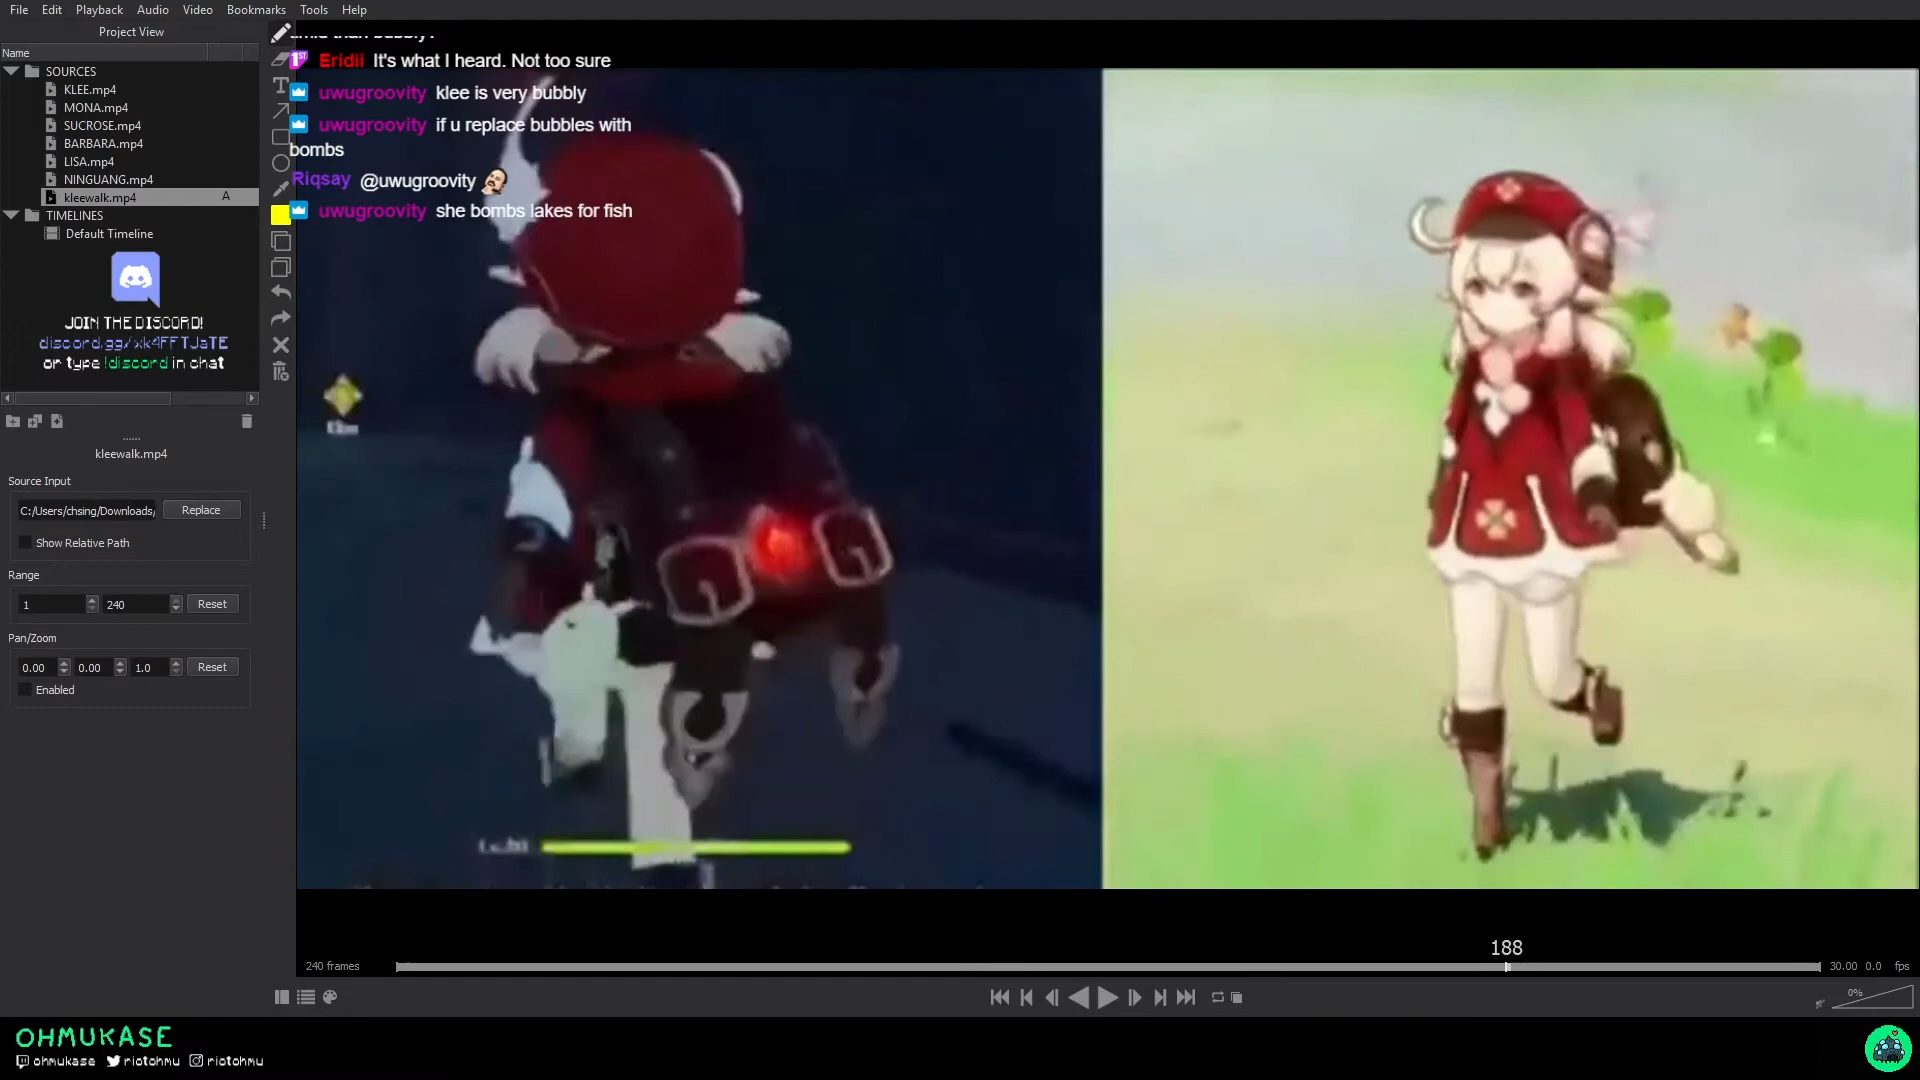 File Edit Playback Audio Video Bookmarks Tools Help
Project View
Name
SOURCES
KLEE.mp4
MONA.mp4
SUCROSE.mp4
BARBARA.mp4
LISA.mp4
NINGUANG.mp4
kleewalk.mp4 A
TIMELINES
Default Timeline
JOIN THE DISCORD!
discord.gg/xk4FFTJaTE
or type !discord in chat
kleewalk.mp4
Source Input
C:/Users/chsing/Downloads/ Replace
Show Relative Path
Range
1 240 Reset
Pan/Zoom
0.00 0.00 1.0 Reset
Enabled
than bubbly?
Eridii It's what I heard. Not too sure
uwugroovity klee is very bubbly
uwugroovity if u replace bubbles with
bombs
Riqsay @uwugroovity
uwugroovity she bombs lakes for fish
188
240 frames 30.00 0.0 fps
0%
OHMUKASE
ohmukase riotohmu riotohmu